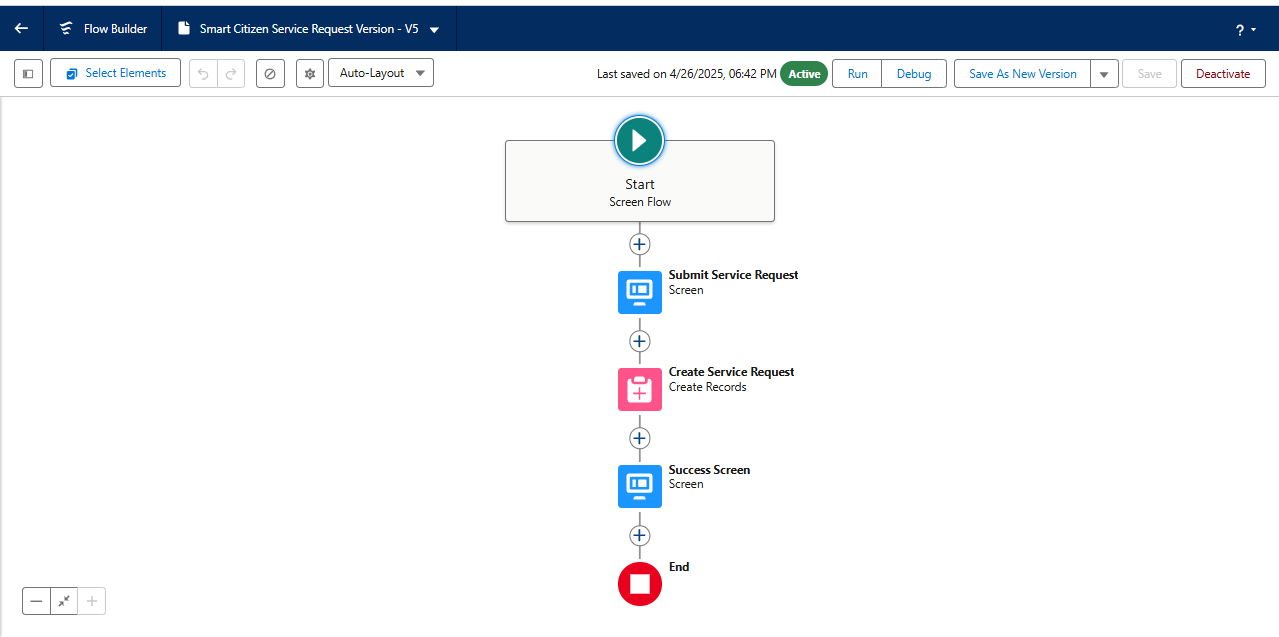 Flow Builder
Smart Citizen Service Request Version - V5
?
Select Elements
Auto-Layout
Last saved on 4/26/2025, 06:42 PM
Active
Run
Debug
Save As New Version
Save
Deactivate
Start
Screen Flow
Submit Service Request
Screen
Create Service Request
Create Records
Success Screen
Screen
End